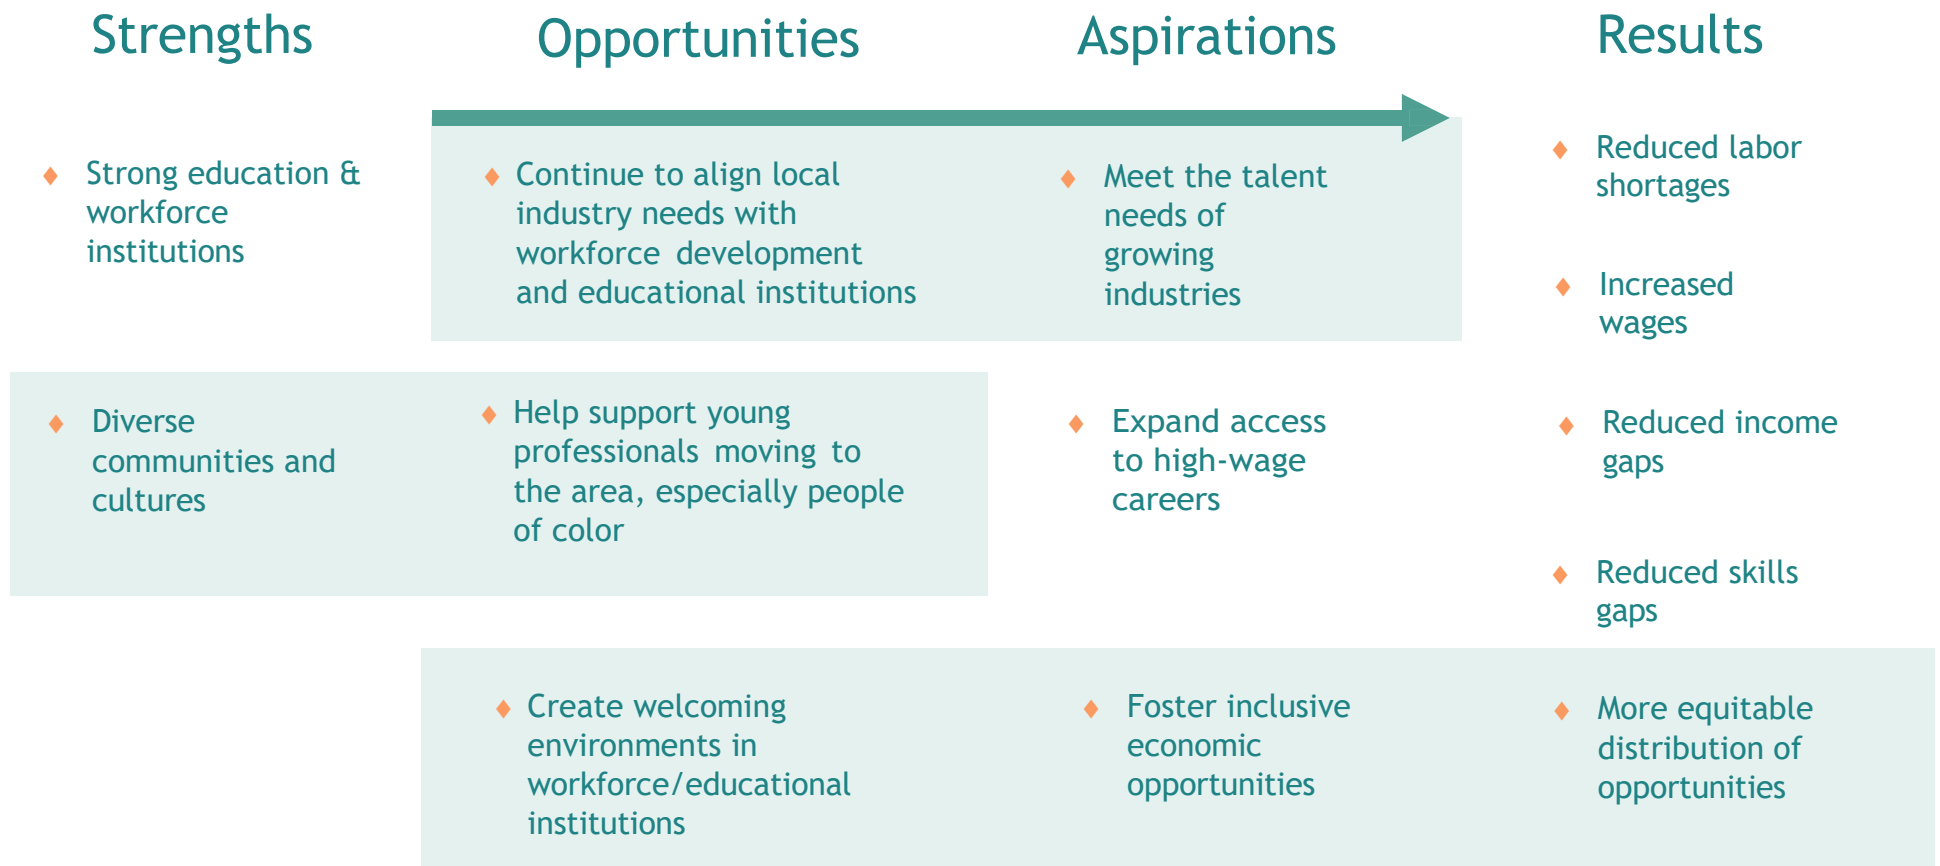 Strengths
Opportunities
Aspirations
Results
Strong education &
workforce
institutions
Continue to align local
industry needs with
workforce development
and educational institutions
Meet the talent
needs of
growing
industries
Reduced labor
shortages
Increased
wages
Diverse
communities and
cultures
Help support young
professionals moving to
the area, especially people
of color
Expand access
to high-wage
careers
Reduced income
gaps
Reduced skills
gaps
Create welcoming
environments in
workforce/educational
institutions
Foster inclusive
economic
opportunities
More equitable
distribution of
opportunities